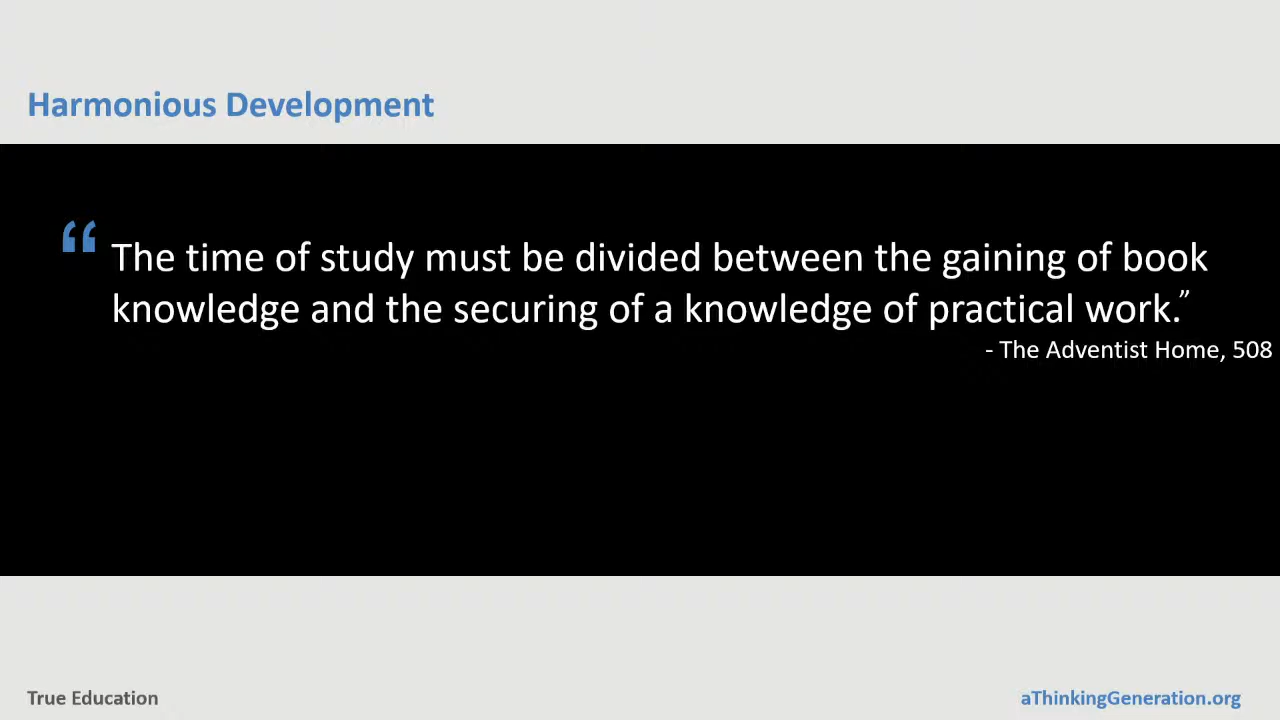 Harmonious Development
“ The time of study must be divided between the gaining of book
knowledge and the securing of a knowledge of practical work.”
- The Adventist Home, 508
True Education
aThinkingGeneration.org